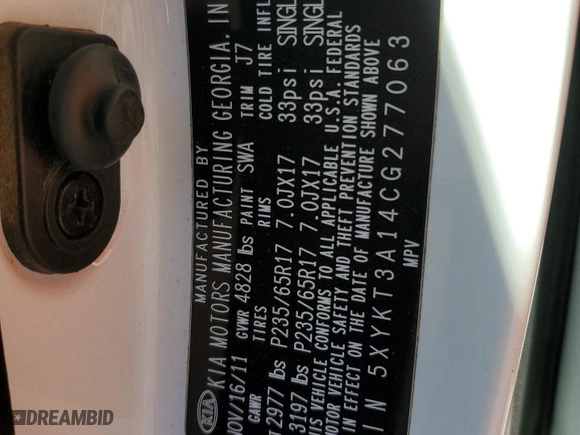 MANUFACTURED BY
KIA KIA MOTORS MANUFACTURING GEORGIA, IN
NOV/16/11 GVWR 4828 lbs PAINT SWA TRIM J7
GAWR TIRES RIMS COLD TIRE INFL
T 2977 lbs P235/65R17 7.0JX17 33psi SINGL
3197 lbs P235/65R17 7.0JX17 33psi SINGL
HIS VEHICLE CONFORMS TO ALL APPLICABLE U.S.A. FEDERAL
MOTOR VEHICLE SAFETY AND THEFT PREVENTION STANDARDS
IN EFFECT ON THE DATE OF MANUFACTURE SHOWN ABOVE
IN 5XYKT3A14CG277063
MPV
DREAMBID